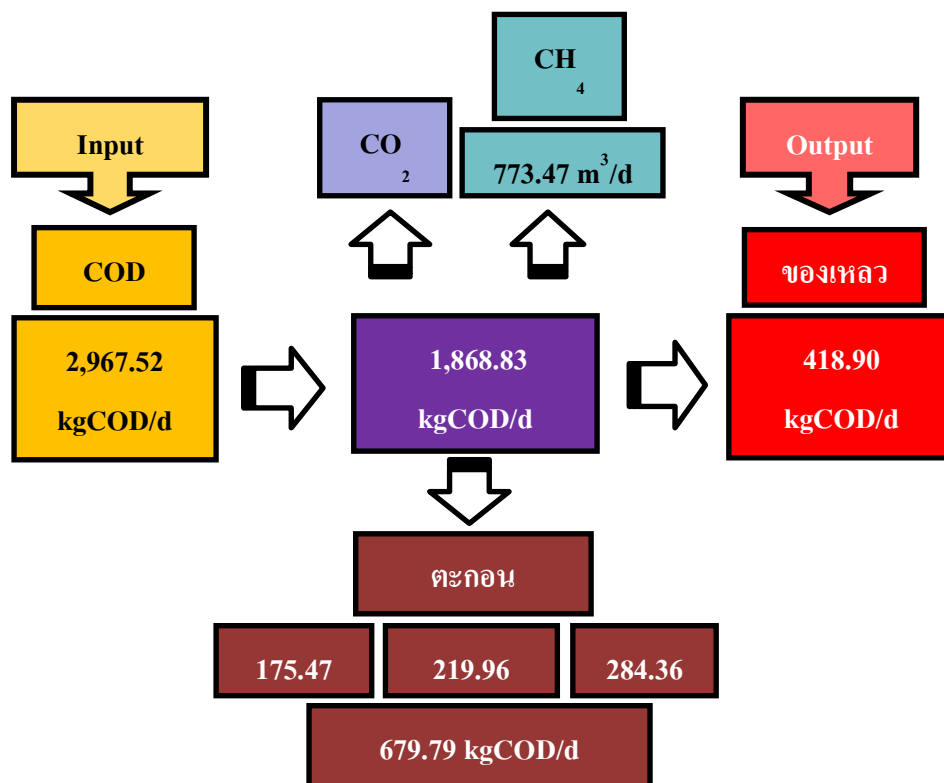 CH4
Input
CO2
773.47 m³/d
Output
COD
ของเหลว
2,967.52
kgCOD/d
1,868.83
kgCOD/d
418.90
kgCOD/d
ตะกอน
175.47
219.96
284.36
679.79 kgCOD/d